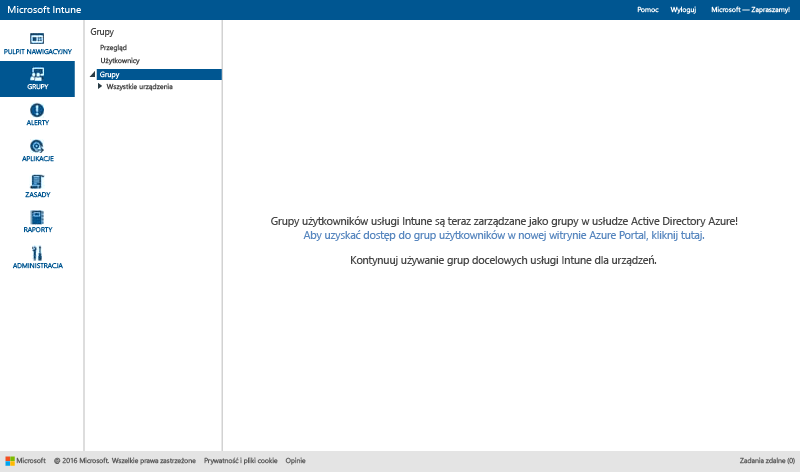 Microsoft Intune
Pomoc Wyloguj Microsoft — Zapraszamy!
PULPIT NAWIGACYJNY
GRUPY
ALERTY
APLIKACJE
ZASADY
RAPORTY
ADMINISTRACJA
Grupy
Przegląd
Użytkownicy
Grupy
Wszystkie urządzenia
Grupy użytkowników usługi Intune są teraz zarządzane jako grupy w usłudze Active Directory Azure!
Aby uzyskać dostęp do grup użytkowników w nowej witrynie Azure Portal, kliknij tutaj.
Kontynuuj używanie grup docelowych usługi Intune dla urządzeń.
Microsoft @ 2016 Microsoft. Wszelkie prawa zastrzeżone Prywatność i pliki cookie Opinie
Zadania zdalne (0)